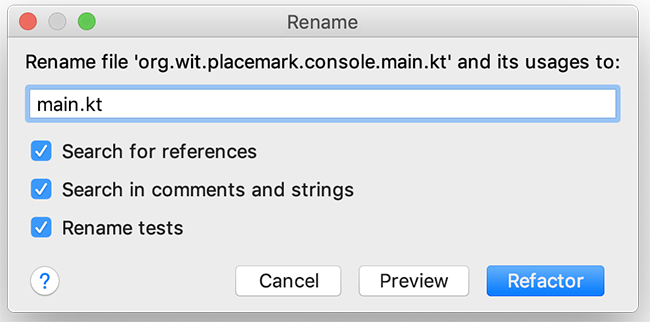 Rename
Rename file 'org.wit.placemark.console.main.kt' and its usages to:
main.kt
Search for references
Search in comments and strings
Rename tests
? Cancel Preview Refactor